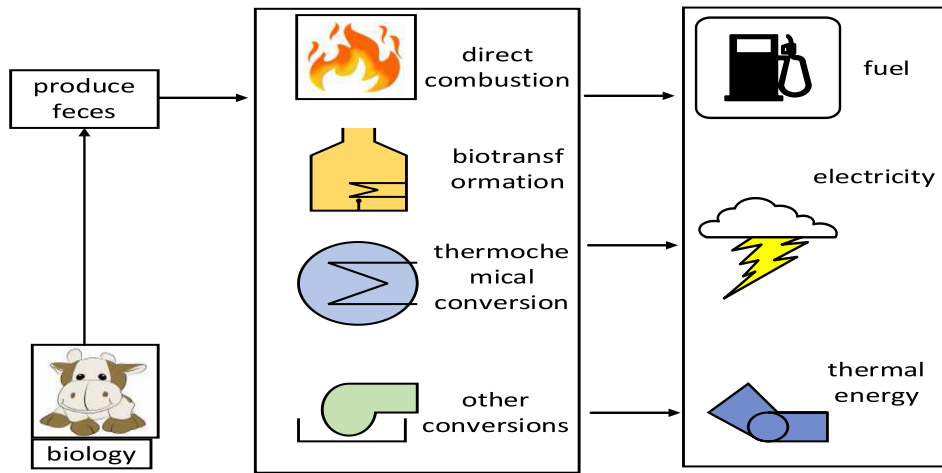 produce
feces
biology
direct
combustion
biotransf
ormation
thermoche
mical
conversion
other
conversions
fuel
electricity
thermal
energy